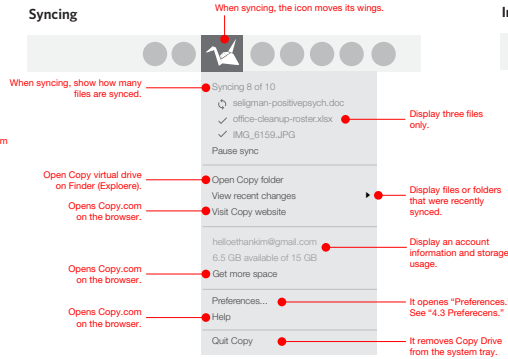 When syncing, the icon moves its wings.
Syncing
When syncing, show how many
files are synced.
Syncing 8 of 10
seligman-positivepsych.doc
office-cleanup-roster.xlsx
IMG_6159.JPG
Pause sync
Display three files
only.
Open Copy virtual drive
on Finder (Exploere).
Open Copy folder
View recent changes
Visit Copy website
Opens Copy.com
on the browser.
Display files or folders
that were recently
synced.
helloethankim@gmail.com
6.5 GB available of 15 GB
Get more space
Display an account
information and storage
usage.
Opens Copy.com
on the browser.
Preferences...
Help
It openes “Preferences.
See “4.3 Preferecens.”
Opens Copy.com
on the browser.
Quit Copy
It removes Copy Drive
from the system tray.